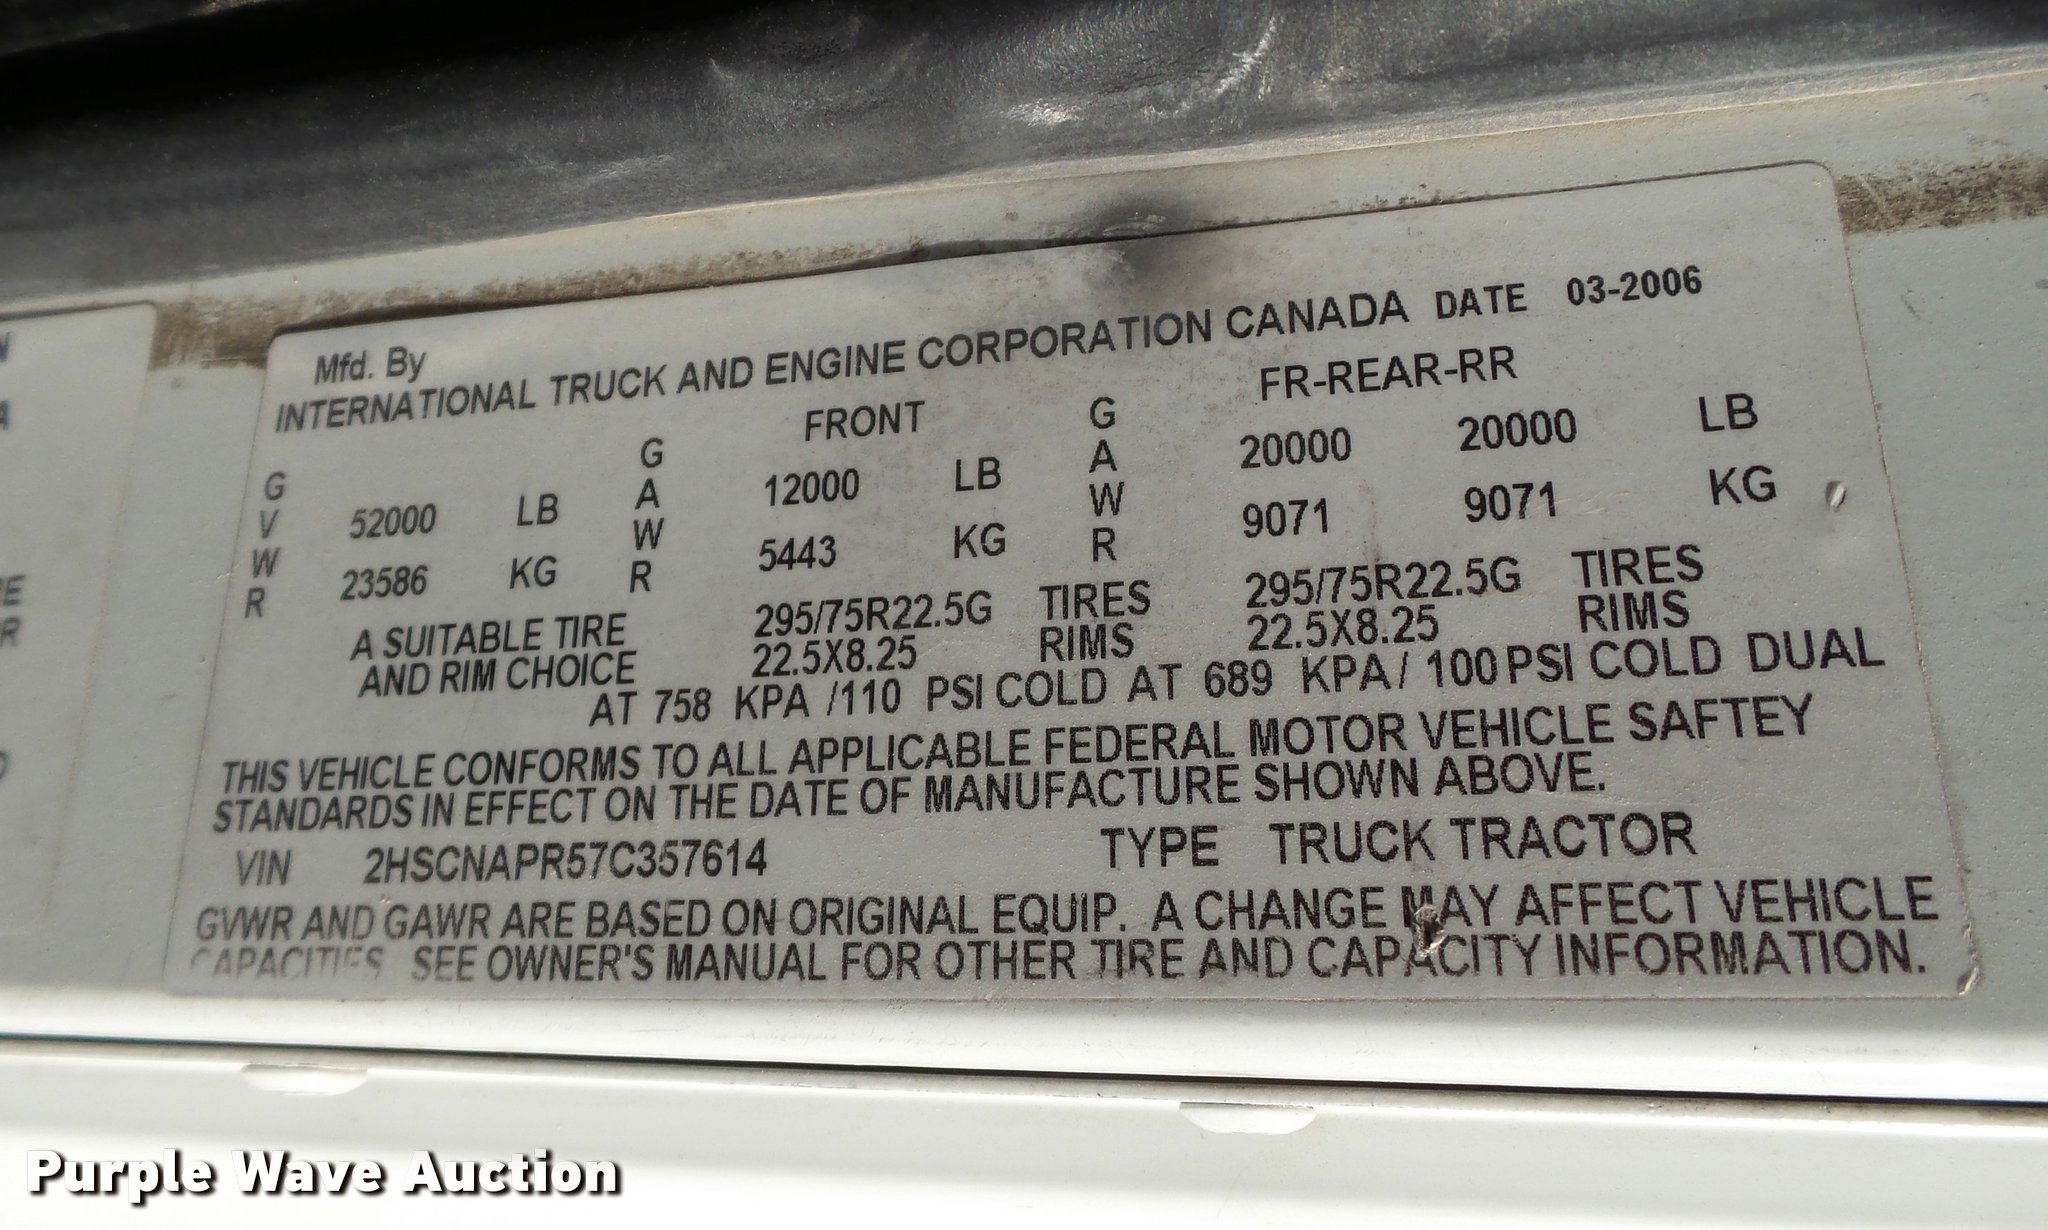 Mfd. By
INTERNATIONAL TRUCK AND ENGINE CORPORATION CANADA DATE 03-2006
GVWR 52000 LB GAWR FRONT 12000 LB GAWR FR-REAR-RR 20000 20000 LB
23586 KG 5443 KG 9071 9071 KG
A SUITABLE TIRE 295/75R22.5G TIRES 295/75R22.5G TIRES
AND RIM CHOICE 22.5X8.25 RIMS 22.5X8.25 RIMS
AT 758 KPA /110 PSI COLD AT 689 KPA/ 100 PSI COLD DUAL
THIS VEHICLE CONFORMS TO ALL APPLICABLE FEDERAL MOTOR VEHICLE SAFTEY
STANDARDS IN EFFECT ON THE DATE OF MANUFACTURE SHOWN ABOVE.
VIN 2HSCNAPR57C357614 TYPE TRUCK TRACTOR
GVWR AND GAWR ARE BASED ON ORIGINAL EQUIP. A CHANGE MAY AFFECT VEHICLE
CAPACITIES SEE OWNER'S MANUAL FOR OTHER TIRE AND CAPACITY INFORMATION.
Purple Wave Auction